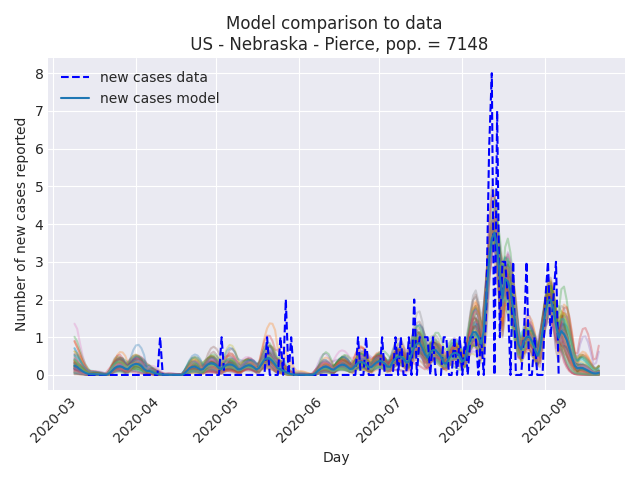 Model comparison to data
US - Nebraska - Pierce, pop. = 7148
new cases data
new cases model
Number of new cases reported
8
7
6
5
4
3
2
1
0
2020-03
2020-04
2020-05
2020-06
2020-07
2020-08
2020-09
Day